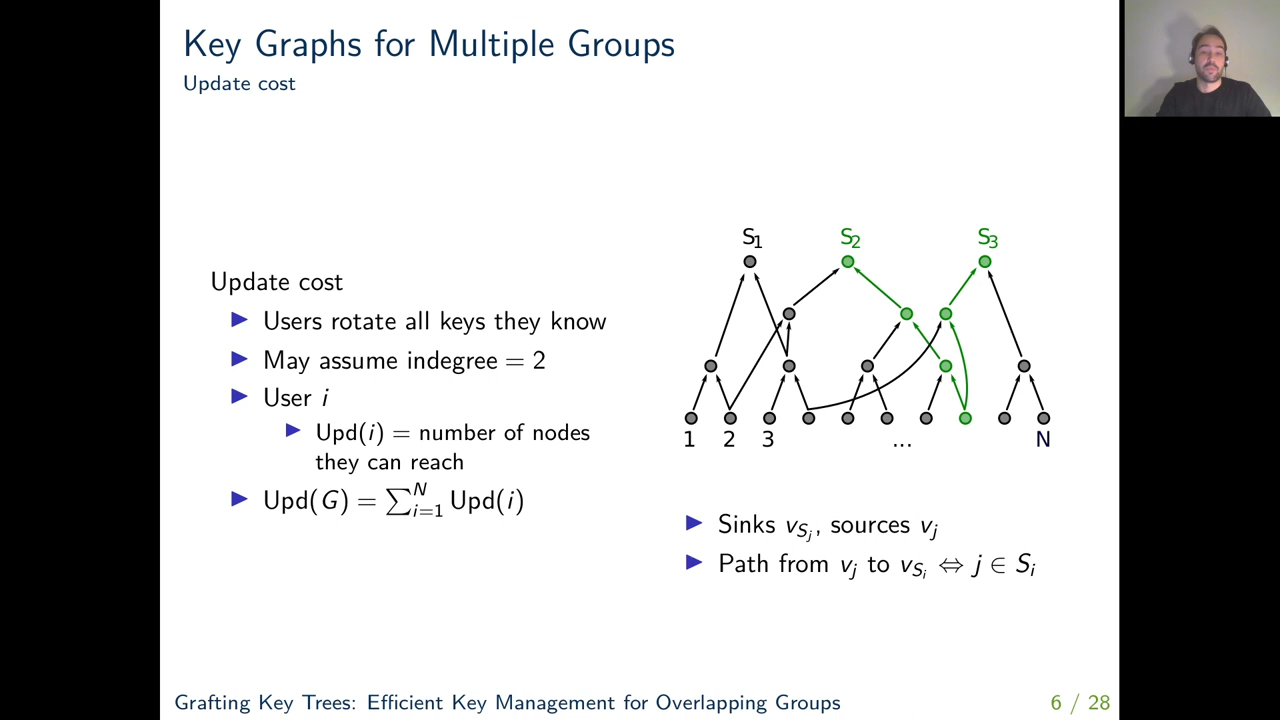 Key Graphs for Multiple Groups
Update cost
Update cost
Users rotate all keys they know
May assume indegree = 2
User i
Upd(i) = number of nodes
they can reach
Upd(G) = ∑_{i=1}^{N} Upd(i)
S₁ S₂ S₃
1 2 3 ... N
Sinks v_{S_j}, sources v_j
Path from v_j to v_{S_i} ⇔ j ∈ S_i
Grafting Key Trees: Efficient Key Management for Overlapping Groups 6 / 28